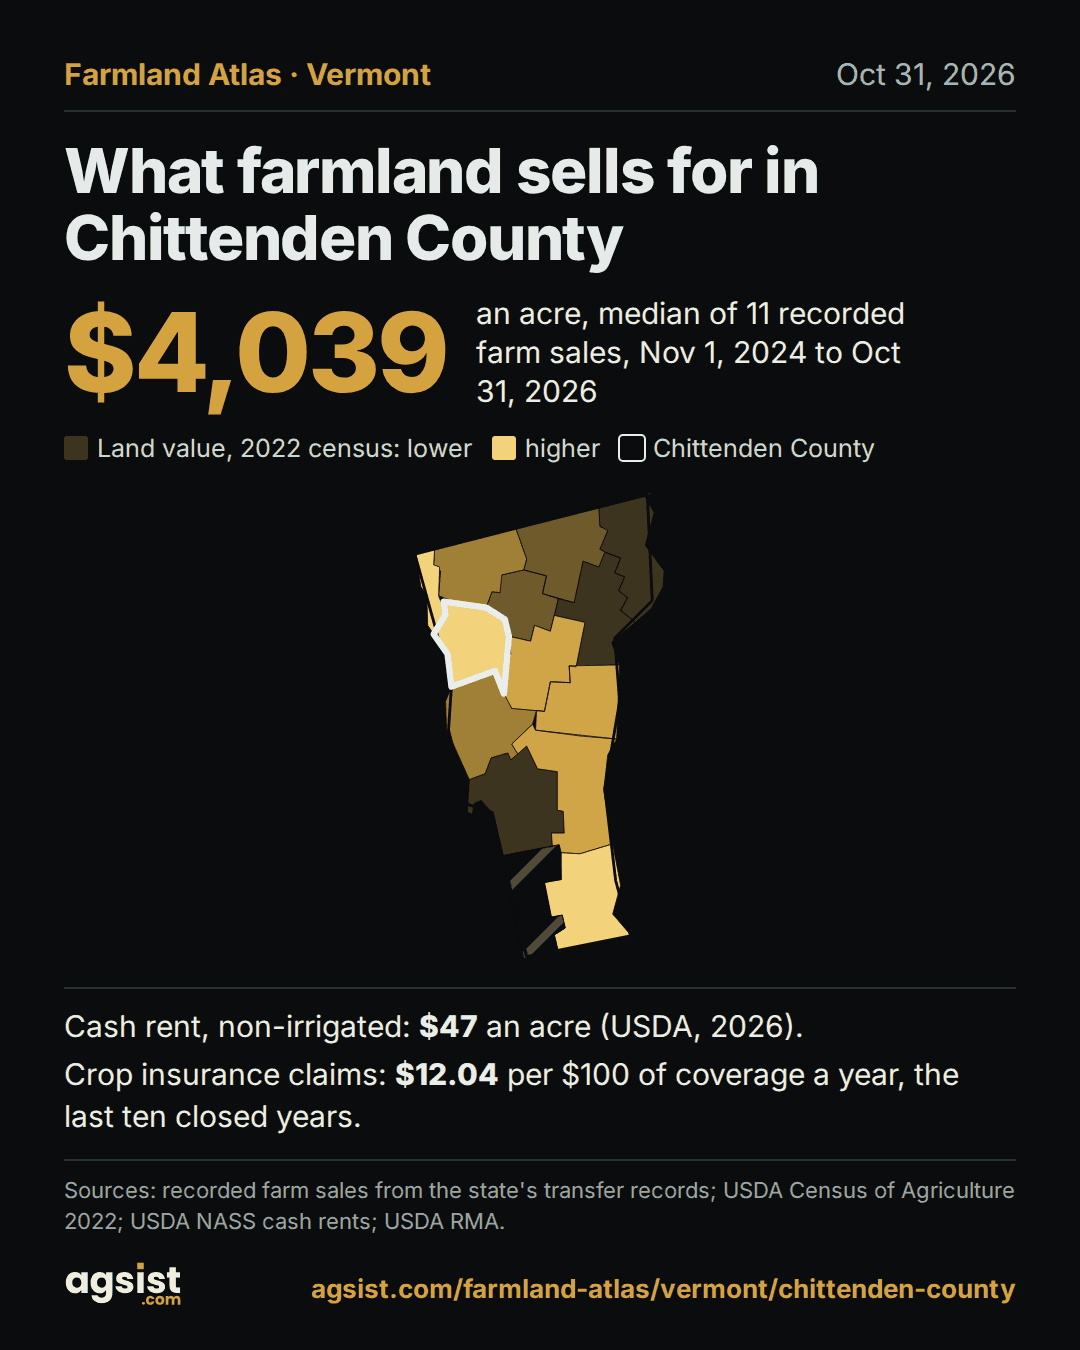 Farmland Atlas · Vermont
Oct 31, 2026
What farmland sells for in
Chittenden County
$4,039
an acre, median of 11 recorded
farm sales, Nov 1, 2024 to Oct
31, 2026
Land value, 2022 census: lower
higher
Chittenden County
Cash rent, non-irrigated: $47 an acre (USDA, 2026).
Crop insurance claims: $12.04 per $100 of coverage a year, the
last ten closed years.
Sources: recorded farm sales from the state's transfer records; USDA Census of Agriculture
2022; USDA NASS cash rents; USDA RMA.
agsist
.com
agsist.com/farmland-atlas/vermont/chittenden-county